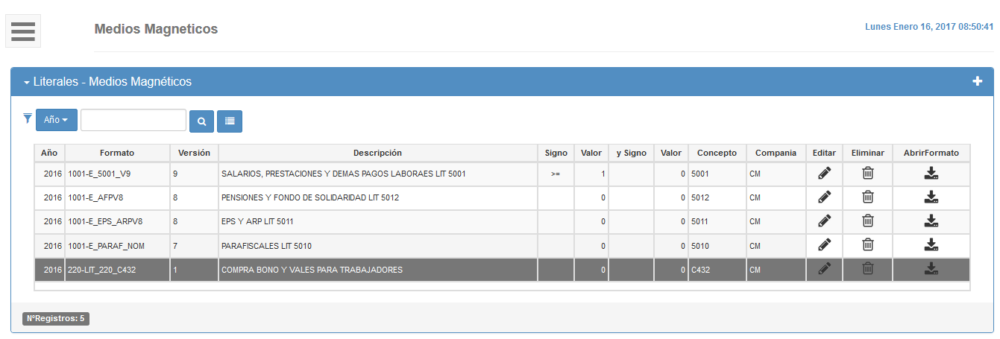 Medios Magneticos
Lunes Enero 16, 2017 08:50:41
Literales - Medios Magnéticos
Año
Año Formato Versión Descripción Signo Valor y Signo Valor Concepto Compania Editar Eliminar AbrirFormato
2016 1001-E_5001_V9 9 SALARIOS, PRESTACIONES Y DEMAS PAGOS LABORAES LIT 5001 >= 1 0 5001 CM
2016 1001-E_AFPV8 8 PENSIONES Y FONDO DE SOLIDARIDAD LIT 5012 0 0 5012 CM
2016 1001-E_EPS_ARPV8 8 EPS Y ARP LIT 5011 0 0 5011 CM
2016 1001-E_PARAF_NOM 7 PARAFISCALES LIT 5010 0 0 5010 CM
2016 220-LIT_220_C432 1 COMPRA BONO Y VALES PARA TRABAJADORES 0 0 C432 CM
NºRegistros: 5